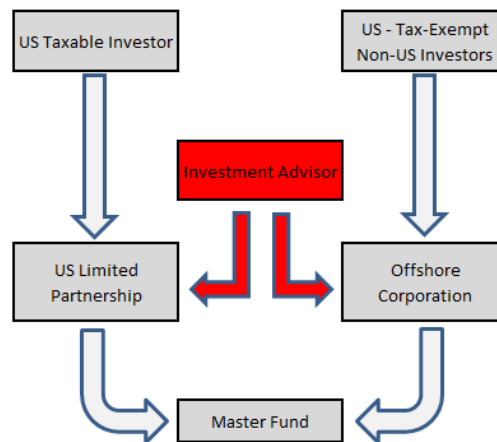 US Taxable Investor
US - Tax-Exempt
Non-US Investors
Investment Advisor
US Limited
Partnership
Offshore
Corporation
Master Fund